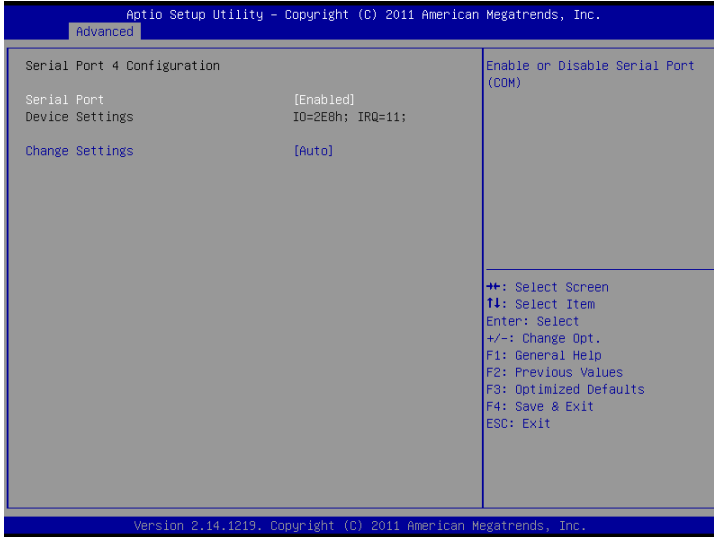 Aptio Setup Utility – Copyright (C) 2011 American Megatrends, Inc.
Advanced
Serial Port 4 Configuration
Serial Port [Enabled]
Device Settings IO=2E8h; IRQ=11;
Change Settings [Auto]
Enable or Disable Serial Port
(COM)
→←: Select Screen
↑↓: Select Item
Enter: Select
+/-: Change Opt.
F1: General Help
F2: Previous Values
F3: Optimized Defaults
F4: Save & Exit
ESC: Exit
Version 2.14.1219. Copyright (C) 2011 American Megatrends, Inc.